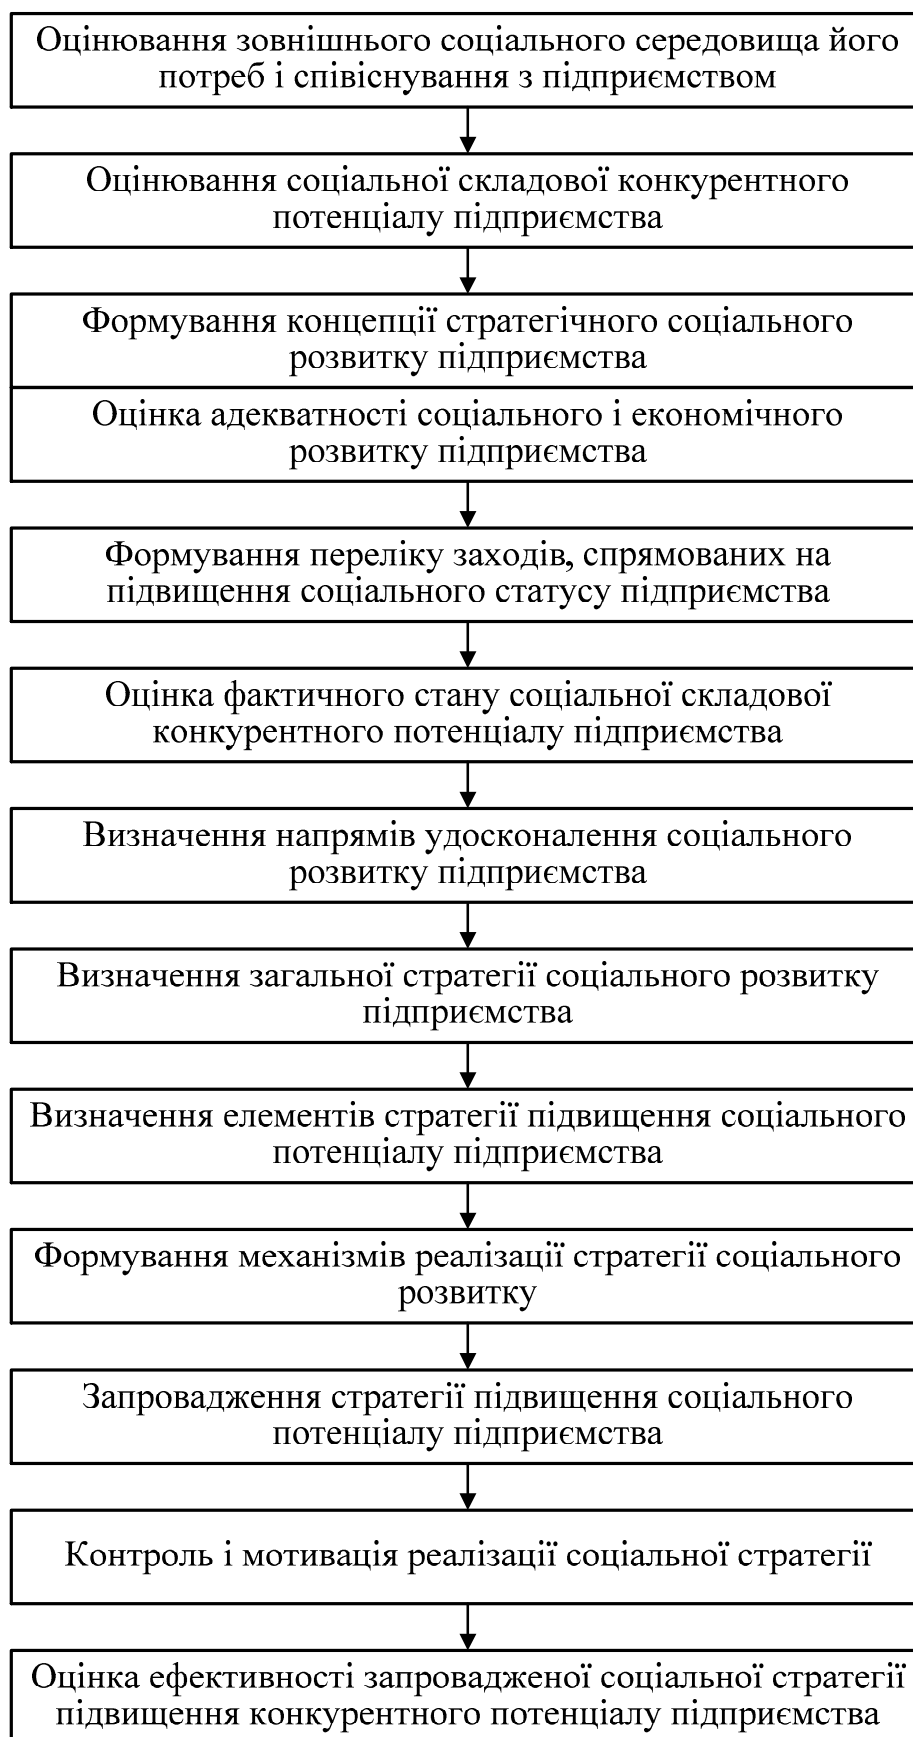 Оцінювання зовнішнього соціального середовища його
потреб і співіснування з підприємством
Оцінювання соціальної складової конкурентного
потенціалу підприємства
Формування концепції стратегічного соціального
розвитку підприємства
Оцінка адекватності соціального і економічного
розвитку підприємства
Формування переліку заходів, спрямованих на
підвищення соціального статусу підприємства
Оцінка фактичного стану соціальної складової
конкурентного потенціалу підприємства
Визначення напрямів удосконалення соціального
розвитку підприємства
Визначення загальної стратегії соціального розвитку
підприємства
Визначення елементів стратегії підвищення соціального
потенціалу підприємства
Формування механізмів реалізації стратегії соціального
розвитку
Запровадження стратегії підвищення соціального
потенціалу підприємства
Контроль і мотивація реалізації соціальної стратегії
Оцінка ефективності запровадженої соціальної стратегії
підвищення конкурентного потенціалу підприємства